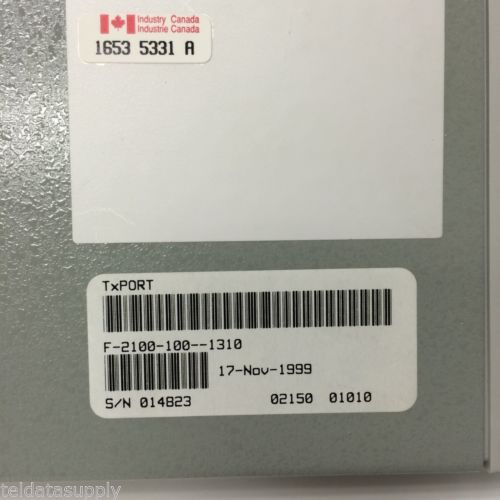 Industry Canada
Industrie Canada
1653 5331 A
TxPORT
F-2100-100--1310
17-Nov-1999
S/N 014823
02150 01010
teldatasupply